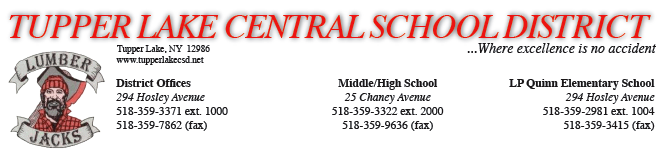 TUPPER LAKE CENTRAL SCHOOL DISTRICT
Tupper Lake, NY 12986
...Where excellence is no accident
www.tupperlakecsd.net
LUMBER
JACKS
District Offices
294 Hosley Avenue
518-359-3371 ext. 1000
518-359-7862 (fax)
Middle/High School
25 Chaney Avenue
518-359-3322 ext. 2000
518-359-9636 (fax)
LP Quinn Elementary School
294 Hosley Avenue
518-359-2981 ext. 1004
518-359-3415 (fax)